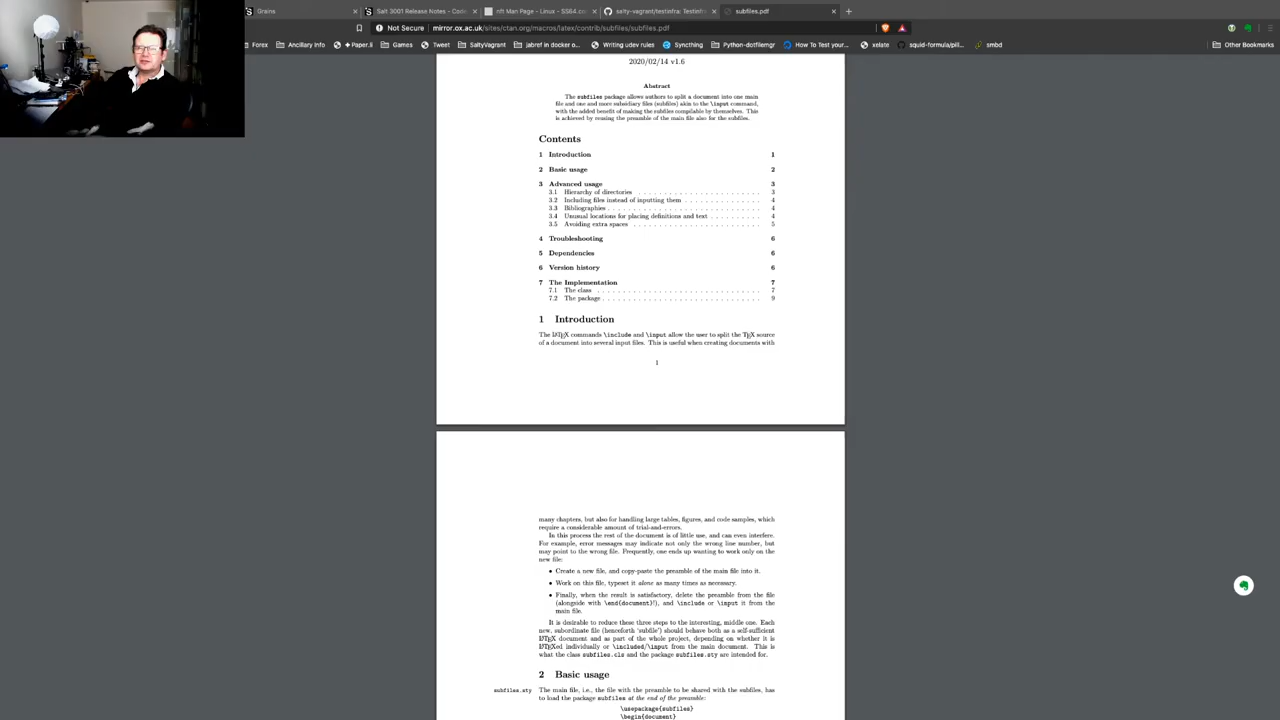 Grains
Salt 3001 Release Notes - Code
nft Man Page - Linux - SS64.co
salty-vagrant/testinfra: Testinfr
subfiles.pdf
Not Secure mirror.ox.ac.uk/sites/ctan.org/macros/latex/contrib/subfiles/subfiles.pdf
Forex Ancillary Info Paper.li Games Tweet SaltyVagrant jabref in docker o... Writing udev rules Syncthing Python-dotfilemgr How To Test your... xelate squid-formula/pill... smbd Other Bookmarks
2020/02/14 v1.6
Abstract
The subfiles package allows authors to split a document into one main
file and one and more subsidiary files (subfiles) akin to the \input command,
with the added benefit of making the subfiles compilable by themselves. This
is achieved by reusing the preamble of the main file also for the subfiles.
Contents
1 Introduction 1
2 Basic usage 2
3 Advanced usage 3
3.1 Hierarchy of directories . . . . . . . . . . . . . . . . . . . . . . . 3
3.2 Including files instead of inputting them . . . . . . . . . . . . . 4
3.3 Bibliographies . . . . . . . . . . . . . . . . . . . . . . . . . . . . 4
3.4 Unusual locations for placing definitions and text . . . . . . . . 4
3.5 Avoiding extra spaces . . . . . . . . . . . . . . . . . . . . . . . 5
4 Troubleshooting 6
5 Dependencies 6
6 Version history 6
7 The Implementation 7
7.1 The class . . . . . . . . . . . . . . . . . . . . . . . . . . . . . . 7
7.2 The package . . . . . . . . . . . . . . . . . . . . . . . . . . . . . 9
1 Introduction
The LATEX commands \include and \input allow the user to split the TEX source
of a document into several input files. This is useful when creating documents with
1
many chapters, but also for handling large tables, figures, and code samples, which
require a considerable amount of trial-and-errors.
In this process the rest of the document is of little use, and can even interfere.
For example, error messages may indicate not only the wrong line number, but
may point to the wrong file. Frequently, one ends up wanting to work only on the
new file:
• Create a new file, and copy-paste the preamble of the main file into it.
• Work on this file, typeset it alone as many times as necessary.
• Finally, when the result is satisfactory, delete the preamble from the file
(alongside with \end{document}!), and \include or \input it from the
main file.
It is desirable to reduce these three steps to the interesting, middle one. Each
new, subordinate file (henceforth 'subfile') should behave both as a self-sufficient
LATEX document and as part of the whole project, depending on whether it is
LATEXed individually or \included/\input from the main document. This is
what the class subfiles.cls and the package subfiles.sty are intended for.
2 Basic usage
subfiles.sty The main file, i.e., the file with the preamble to be shared with the subfiles, has
to load the package subfiles at the end of the preamble:
\usepackage{subfiles}
\begin{document}